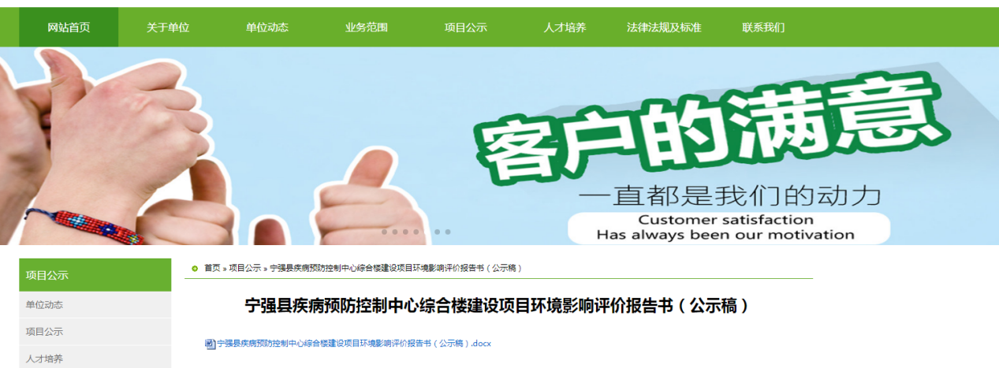 网站首页 关于单位 单位动态 业务范围 项目公示 人才培养 法律法规及标准 联系我们
客户的满意
一直都是我们的动力
Customer satisfaction
Has always been our motivation
项目公示
首页 » 项目公示 » 宁强县疾病预防控制中心综合楼建设项目环境影响评价报告书（公示稿）
宁强县疾病预防控制中心综合楼建设项目环境影响评价报告书（公示稿）
单位动态
项目公示
宁强县疾病预防控制中心综合楼建设项目环境影响评价报告书（公示稿）.docx
人才培养